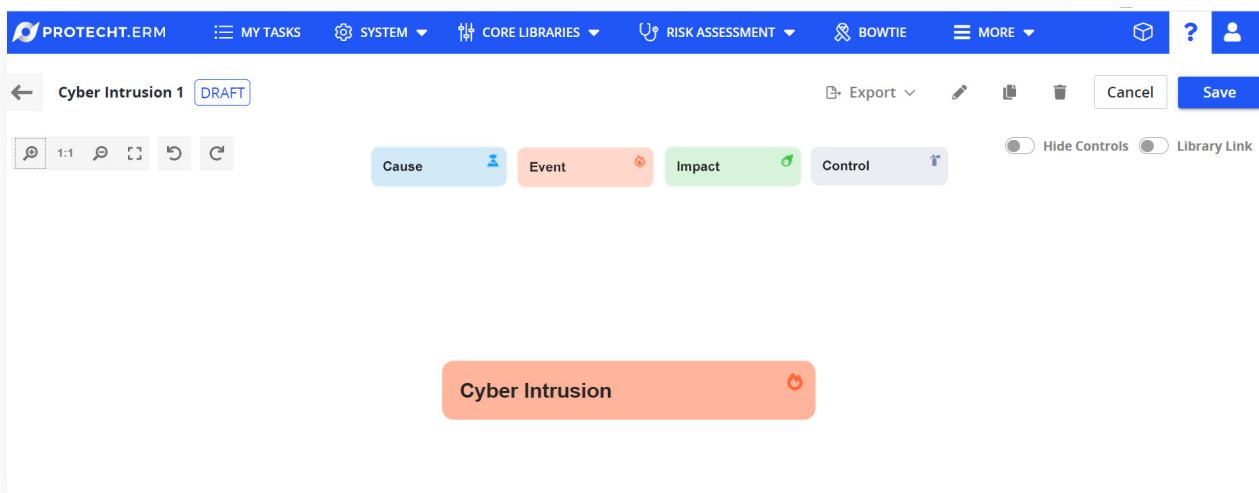 PROTECHT.ERM MY TASKS SYSTEM CORE LIBRARIES RISK ASSESSMENT BOWTIE MORE ?
Cyber Intrusion 1 DRAFT Export Cancel Save
1:1 Hide Controls Library Link
Cause Event Impact Control
Cyber Intrusion